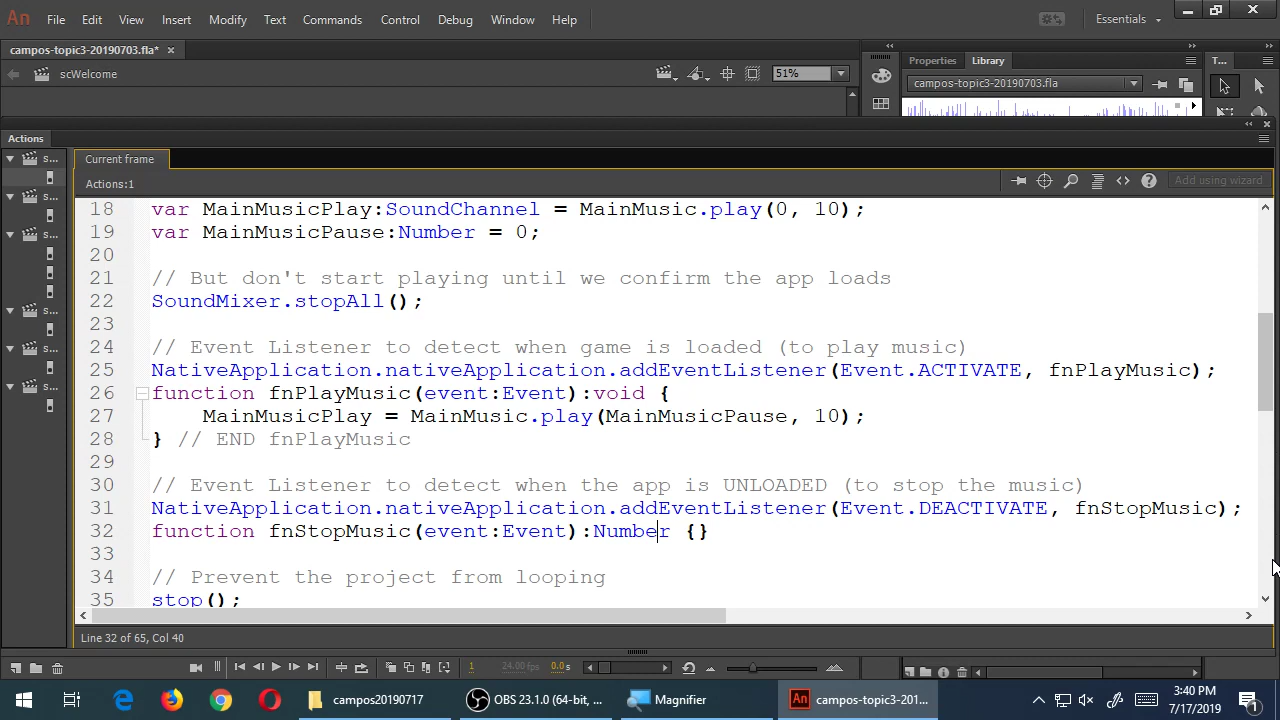 An File Edit View Insert Modify Text Commands Control Debug Window Help Essentials
campos-topic3-20190703.fla* ×
scWelcome 51%
Properties Library T...
campos-topic3-20190703.fla
Actions
Current frame
Actions:1 Add using wizard
s...
s...
s...
s...
s...
s...
18 var MainMusicPlay:SoundChannel = MainMusic.play(0, 10);
19 var MainMusicPause:Number = 0;
20
21 // But don't start playing until we confirm the app loads
22 SoundMixer.stopAll();
23
24 // Event Listener to detect when game is loaded (to play music)
25 NativeApplication.nativeApplication.addEventListener(Event.ACTIVATE, fnPlayMusic);
26 function fnPlayMusic(event:Event):void {
27 MainMusicPlay = MainMusic.play(MainMusicPause, 10);
28 } // END fnPlayMusic
29
30 // Event Listener to detect when the app is UNLOADED (to stop the music)
31 NativeApplication.nativeApplication.addEventListener(Event.DEACTIVATE, fnStopMusic);
32 function fnStopMusic(event:Event):Number {}
33
34 // Prevent the project from looping
35 stop();
Line 32 of 65, Col 40
1 24.00fps 0.0s
campos20190717 OBS 23.1.0 (64-bit, ... Magnifier An campos-topic3-201...
3:40 PM
7/17/2019
1